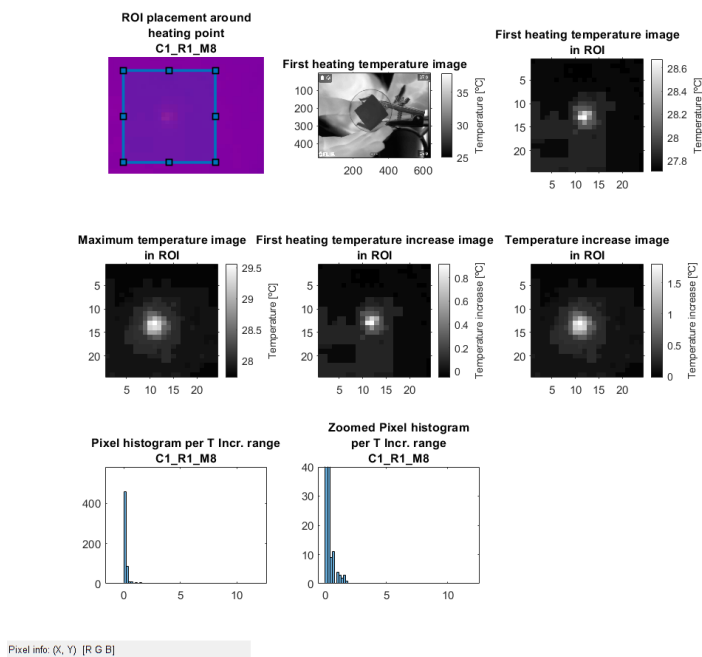 ROI placement around
heating point
C1_R1_M8
First heating temperature image
100
200
300
400
200 400 600
35
30
25
Temperature [ºC]
First heating temperature image
in ROI
5
10
15
20
5 10 15 20
28.6
28.4
28.2
28
27.8
Temperature [ºC]
Maximum temperature image
in ROI
5
10
15
20
5 10 15 20
29.5
29
28.5
28
Temperature [ºC]
First heating temperature increase image
in ROI
5
10
15
20
5 10 15 20
0.8
0.6
0.4
0.2
0
Temperature increase [ºC]
Temperature increase image
in ROI
5
10
15
20
5 10 15 20
1.5
1
0.5
0
Temperature increase [ºC]
Pixel histogram per T Incr. range
C1_R1_M8
400
200
0
0 5 10
Zoomed Pixel histogram
per T Incr. range
C1_R1_M8
40
30
20
10
0
0 5 10
Pixel info: (X, Y) [R G B]